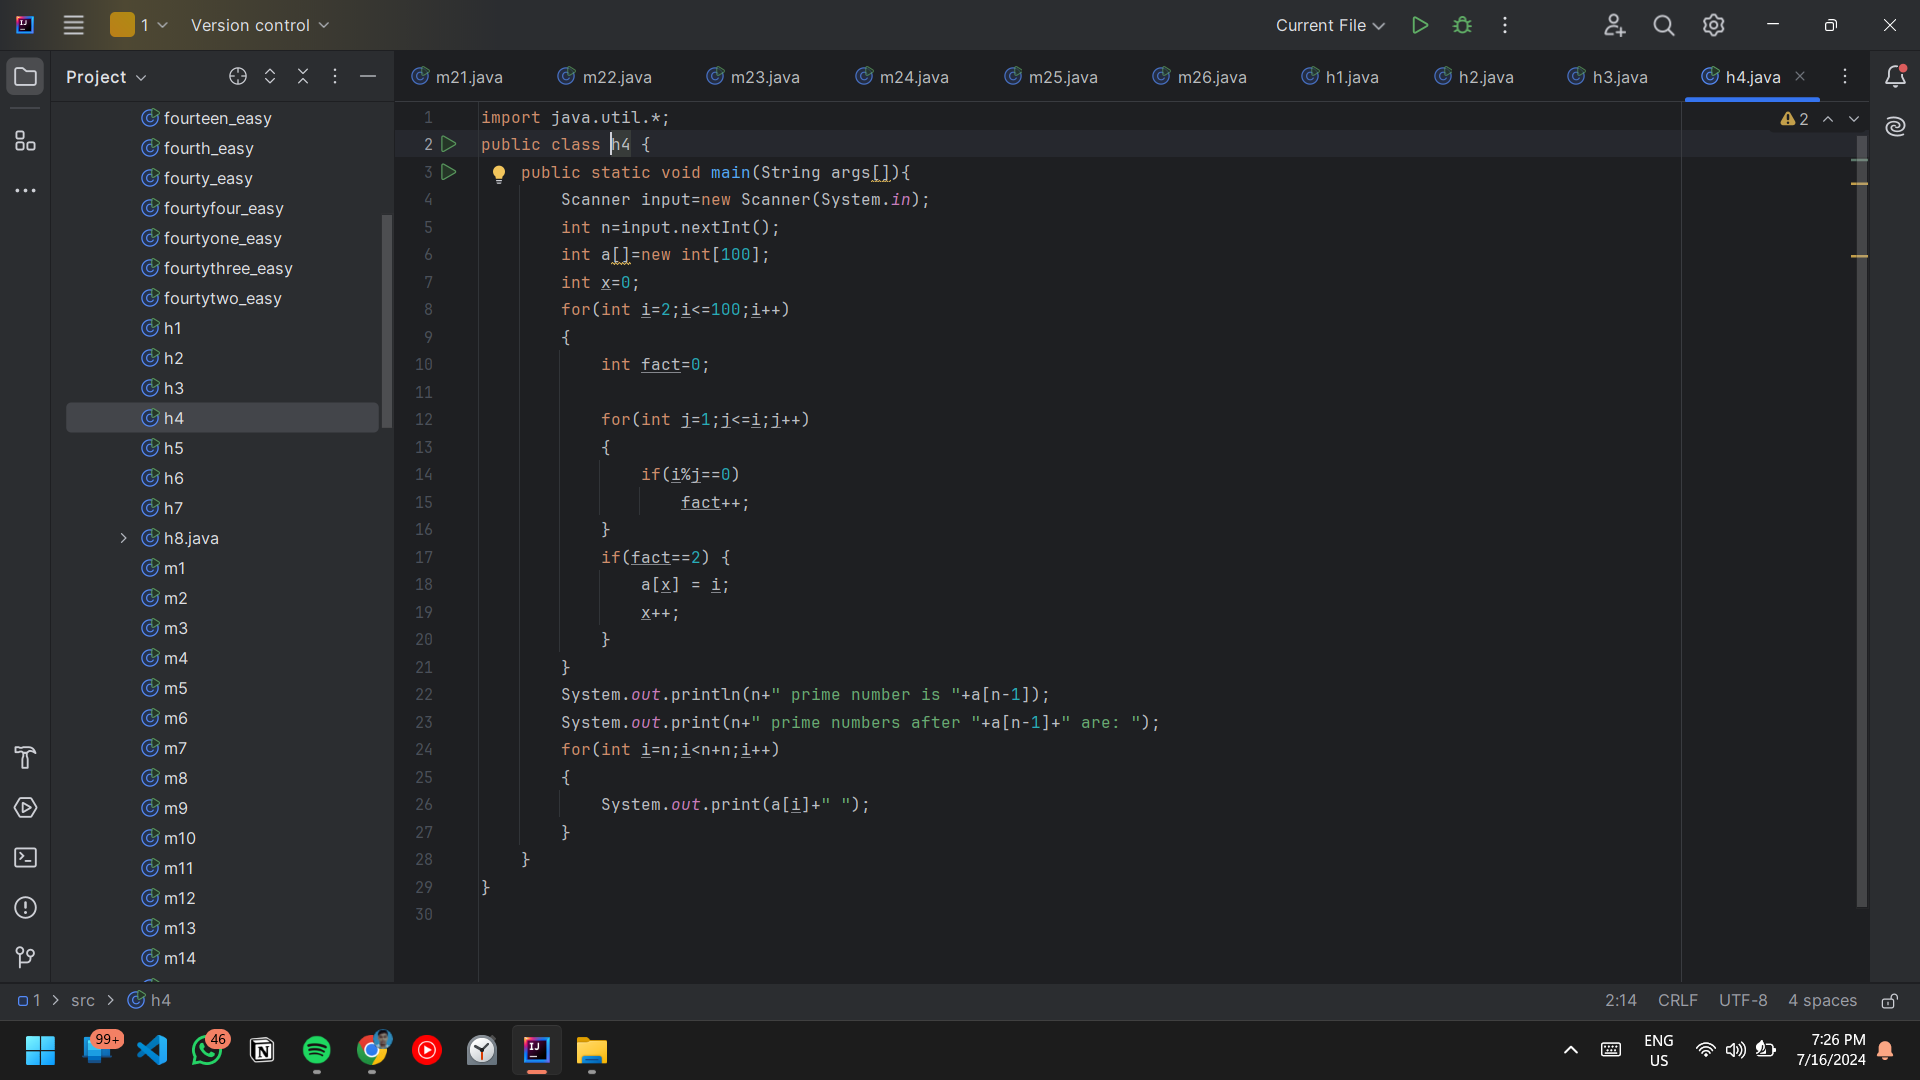 1 Version control
Current File
Project
m21.java m22.java m23.java m24.java m25.java m26.java h1.java h2.java h3.java h4.java
fourteen_easy
fourth_easy
fourty_easy
fourtyfour_easy
fourtyone_easy
fourtythree_easy
fourtytwo_easy
h1
h2
h3
h4
h5
h6
h7
h8.java
m1
m2
m3
m4
m5
m6
m7
m8
m9
m10
m11
m12
m13
m14
2
1 import java.util.*;
2 public class h4 {
3 public static void main(String args[]){
4 Scanner input=new Scanner(System.in);
5 int n=input.nextInt();
6 int a[]=new int[100];
7 int x=0;
8 for(int i=2;i<=100;i++)
9 {
10 int fact=0;
11
12 for(int j=1;j<=i;j++)
13 {
14 if(i%j==0)
15 fact++;
16 }
17 if(fact==2) {
18 a[x] = i;
19 x++;
20 }
21 }
22 System.out.println(n+" prime number is "+a[n-1]);
23 System.out.print(n+" prime numbers after "+a[n-1]+" are: ");
24 for(int i=n;i<n+n;i++)
25 {
26 System.out.print(a[i]+" ");
27 }
28 }
29 }
30
1 > src > h4
2:14 CRLF UTF-8 4 spaces
99+ 46
ENG
US
7:26 PM
7/16/2024